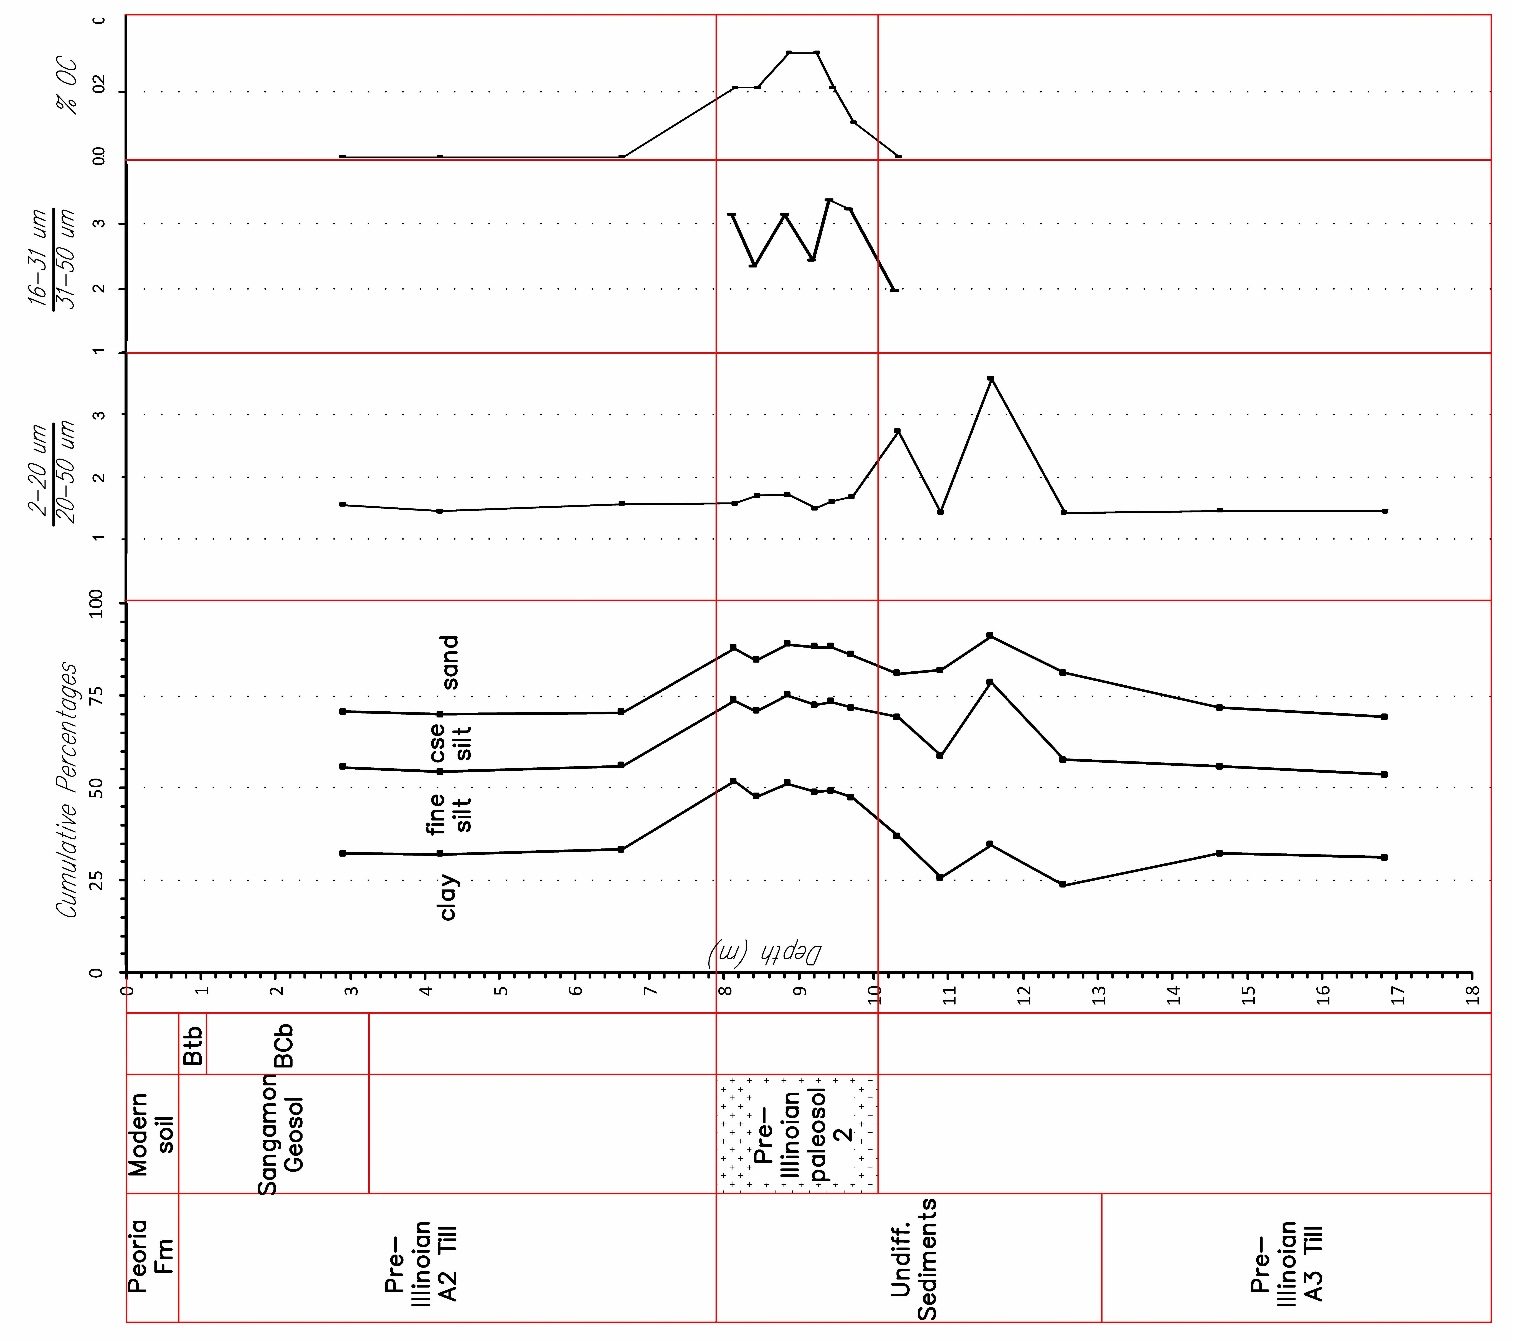 % OC
0.0
0.2
16–31 um
31–50 um
1
2
3
2–20 um
20–50 um
1
2
3
Cumulative Percentages
0
25
50
75
100
sand
cse
silt
fine
silt
clay
Depth (m)
0 1 2 3 4 5 6 7 8 9 10 11 12 13 14 15 16 17 18
Btb
BCb
Modern
soil
Sangamon
Geosol
Pre–
Illinoian
paleosol
2
Peoria
Fm
Pre–
Illinoian
A2 Till
Undiff.
Sediments
Pre–
Illinoian
A3 Till